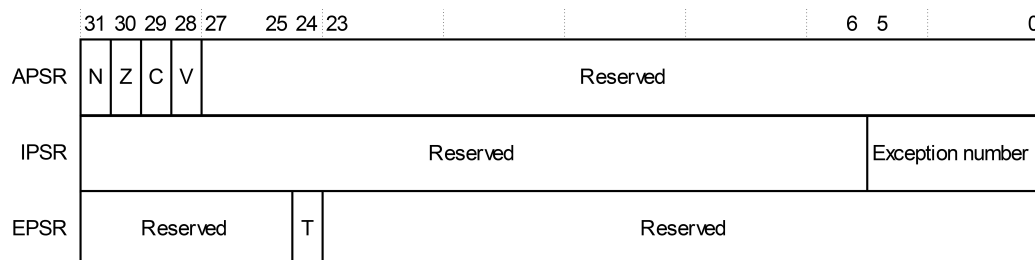 31 30 29 28 27 25 24 23 6 5 0
APSR N Z C V Reserved
IPSR Reserved Exception number
EPSR Reserved T Reserved